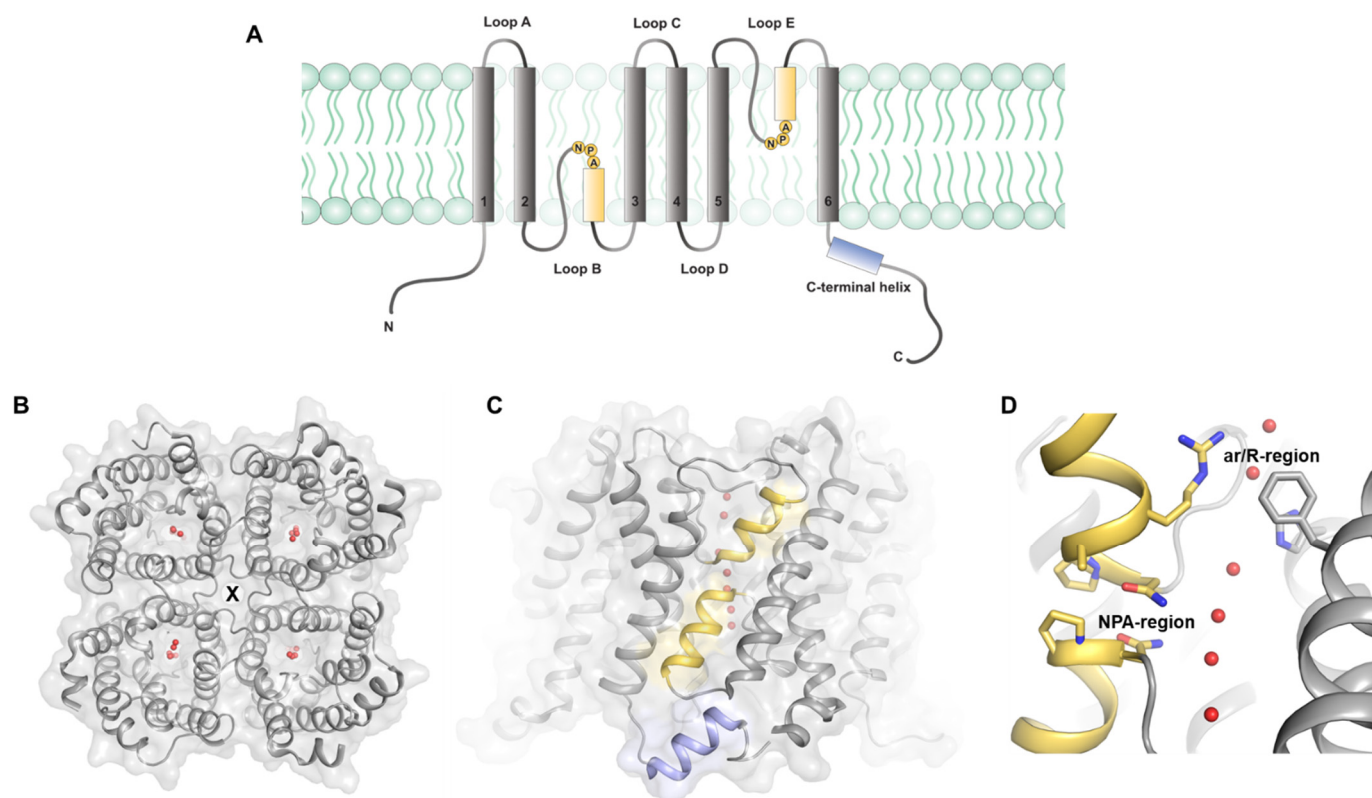 A
Loop A
Loop C
Loop E
N P A
N P A
1
2
3
4
5
6
Loop B
Loop D
C-terminal helix
N
C
B
X
C
D
ar/R-region
NPA-region